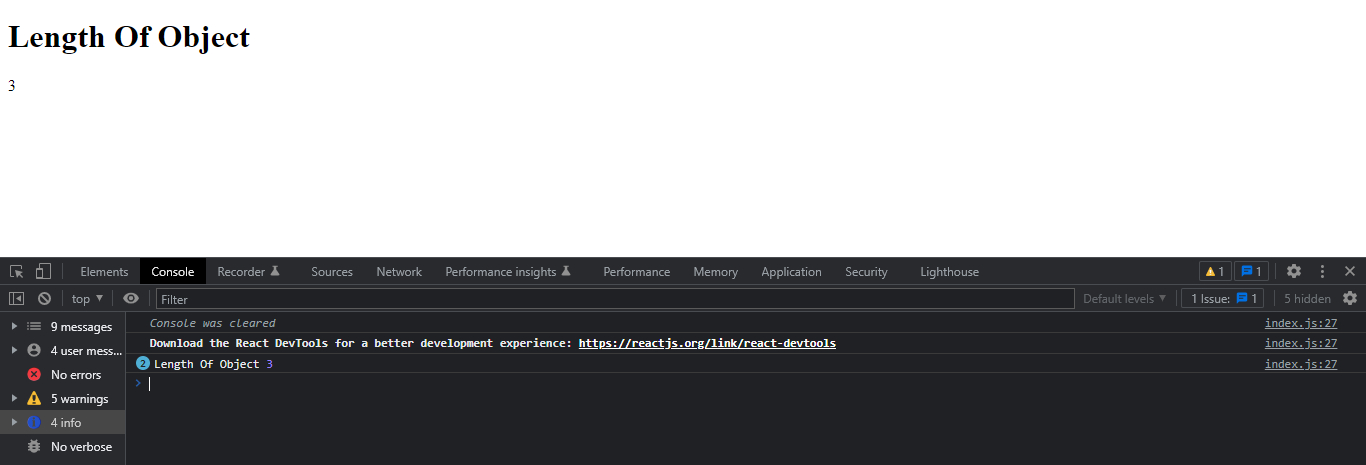 Length Of Object
3
Elements Console Recorder Sources Network Performance insights Performance Memory Application Security Lighthouse 1 1
top Filter Default levels 1 Issue: 1 5 hidden
9 messages
4 user mess...
No errors
5 warnings
4 info
No verbose
Console was cleared index.js:27
Download the React DevTools for a better development experience: https://reactjs.org/link/react-devtools index.js:27
2 Length Of Object 3 index.js:27